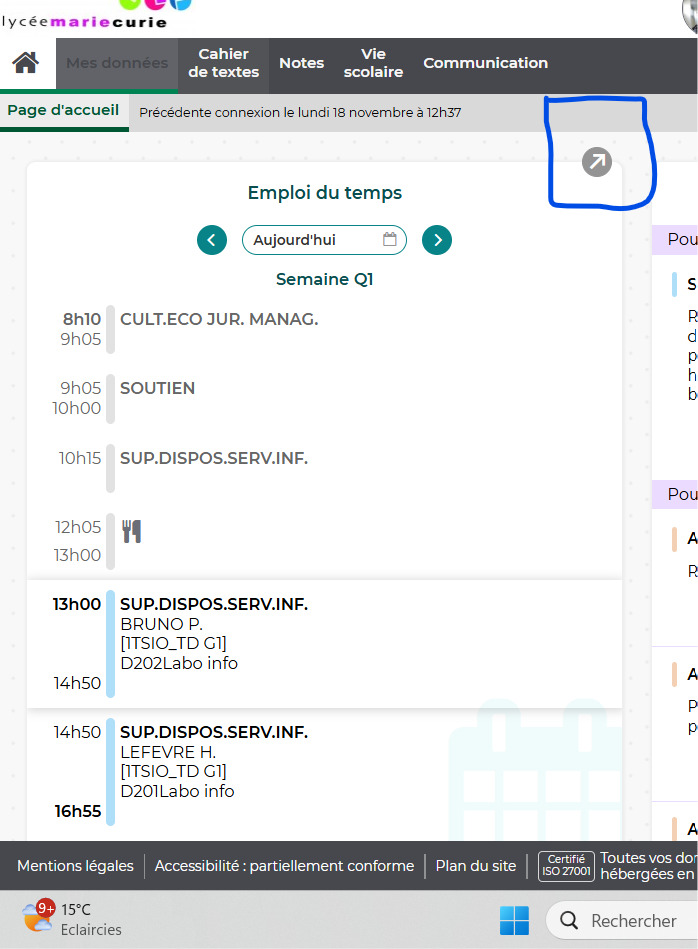 lycéemariecurie
Mes données
Cahier
de textes
Notes
Vie
scolaire
Communication
Page d'accueil
Précédente connexion le lundi 18 novembre à 12h37
Emploi du temps
Aujourd'hui
Semaine Q1
8h10 CULT.ECO JUR. MANAG.
9h05
9h05 SOUTIEN
10h00
10h15 SUP.DISPOS.SERV.INF.
12h05
13h00
13h00 SUP.DISPOS.SERV.INF.
BRUNO P.
[1TSIO_TD G1]
D202Labo info
14h50
14h50 SUP.DISPOS.SERV.INF.
LEFEVRE H.
[1TSIO_TD G1]
D201Labo info
16h55
Pou
S
R
d
p
h
b
Pou
A
R
A
P
p
A
Mentions légales
Accessibilité : partiellement conforme
Plan du site
Certifié
ISO 27001
Toutes vos don
hébergées en
9+
15°C
Eclaircies
Rechercher